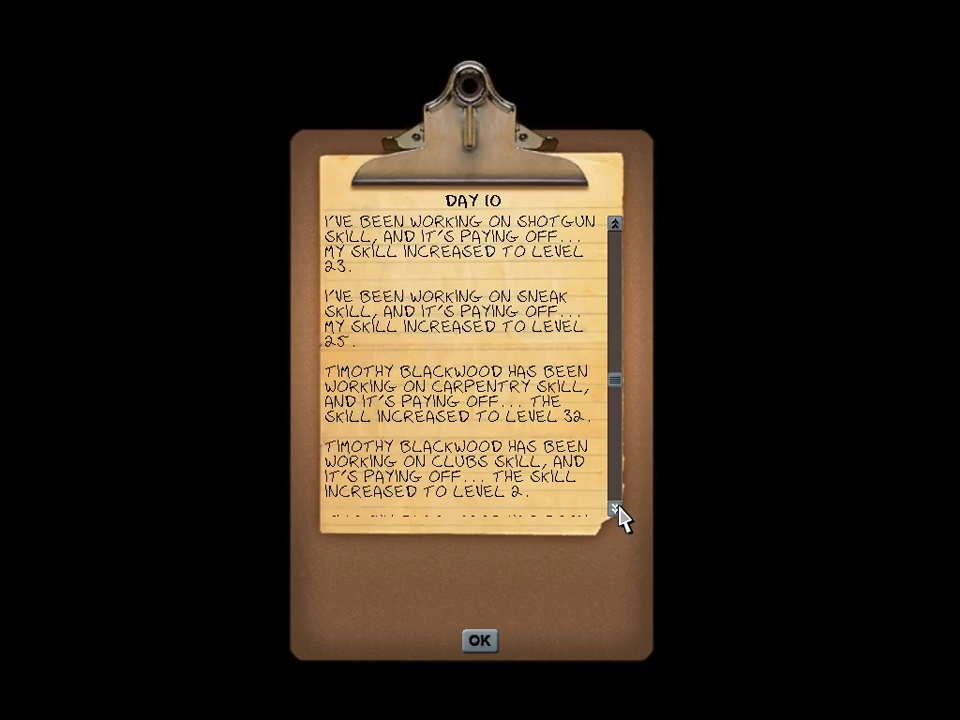 DAY 10
I'VE BEEN WORKING ON SHOTGUN
SKILL, AND IT'S PAYING OFF...
MY SKILL INCREASED TO LEVEL
23.
I'VE BEEN WORKING ON SNEAK
SKILL, AND IT'S PAYING OFF...
MY SKILL INCREASED TO LEVEL
25.
TIMOTHY BLACKWOOD HAS BEEN
WORKING ON CARPENTRY SKILL,
AND IT'S PAYING OFF... THE
SKILL INCREASED TO LEVEL 32.
TIMOTHY BLACKWOOD HAS BEEN
WORKING ON CLUBS SKILL, AND
IT'S PAYING OFF... THE SKILL
INCREASED TO LEVEL 2.
OK